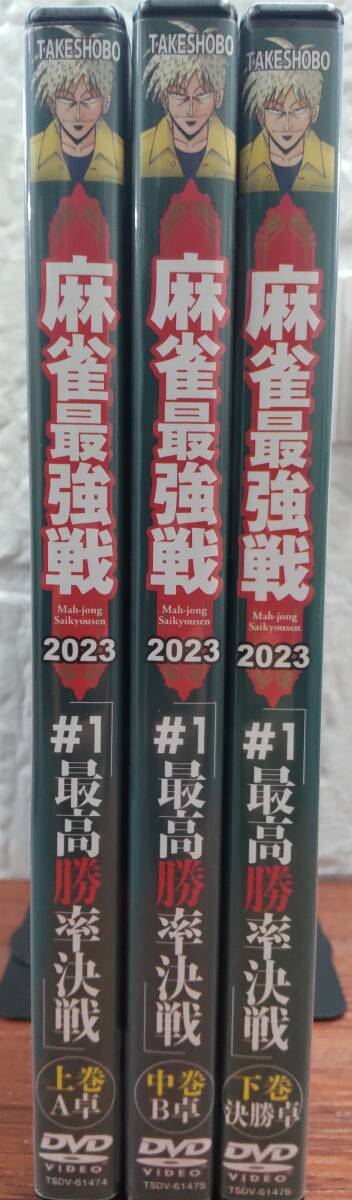 TAKESHOBO
麻雀最強戦
Mah-jong
Saikyousen
2023
「#1最高勝率決戦」
上巻
A卓
DVD
VIDEO
TSDV-61474
TAKESHOBO
麻雀最強戦
Mah-jong
Saikyousen
2023
「#1最高勝率決戦」
中巻
B卓
DVD
VIDEO
TSDV-61475
TAKESHOBO
麻雀最強戦
Mah-jong
Saikyousen
2023
「#1最高勝率決戦」
下巻
決勝卓
DVD
VIDEO
TSDV-61476